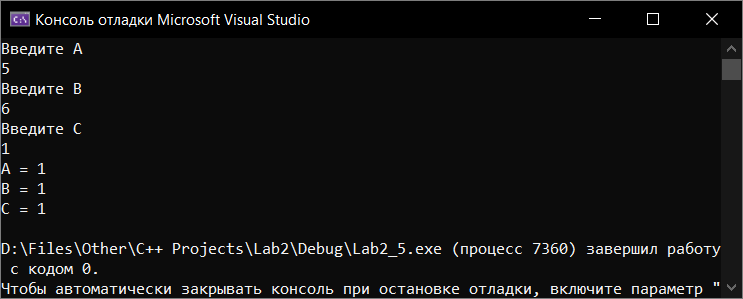 Консоль отладки Microsoft Visual Studio
Введите A
5
Введите B
6
Введите C
1
A = 1
B = 1
C = 1
D:\Files\Other\C++ Projects\Lab2\Debug\Lab2_5.exe (процесс 7360) завершил работу
с кодом 0.
Чтобы автоматически закрывать консоль при остановке отладки, включите параметр "